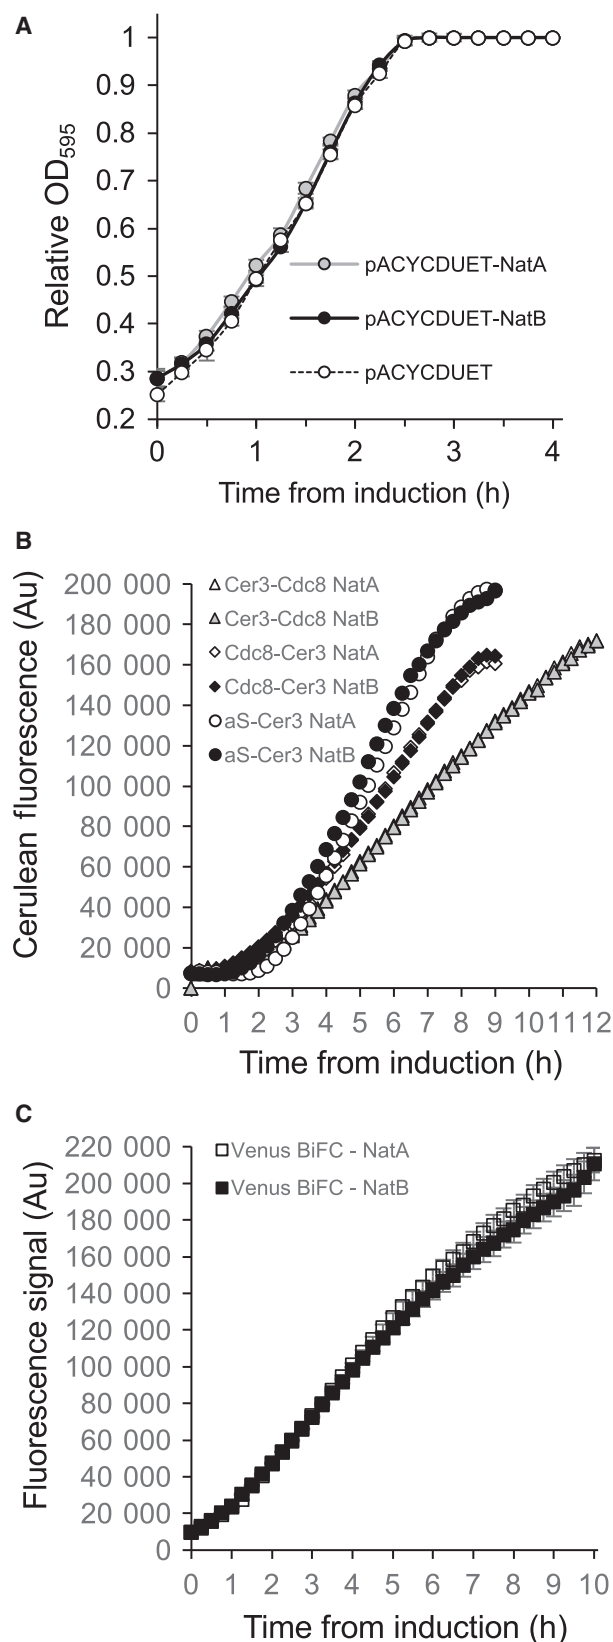 A
1
0.9
0.8
0.7
0.6
0.5
0.4
0.3
0.2
Relative OD595
pACYCDUET-NatA
pACYCDUET-NatB
pACYCDUET
0 1 2 3 4
Time from induction (h)
B
200 000
180 000
160 000
140 000
120 000
100 000
80 000
60 000
40 000
20 000
0
Cerulean fluorescence (Au)
Cer3-Cdc8 NatA
Cer3-Cdc8 NatB
Cdc8-Cer3 NatA
Cdc8-Cer3 NatB
aS-Cer3 NatA
aS-Cer3 NatB
0 1 2 3 4 5 6 7 8 9 10 11 12
Time from induction (h)
C
220 000
200 000
180 000
160 000
140 000
120 000
100 000
80 000
60 000
40 000
20 000
0
Fluorescence signal (Au)
Venus BiFC - NatA
Venus BiFC - NatB
0 1 2 3 4 5 6 7 8 9 10
Time from induction (h)